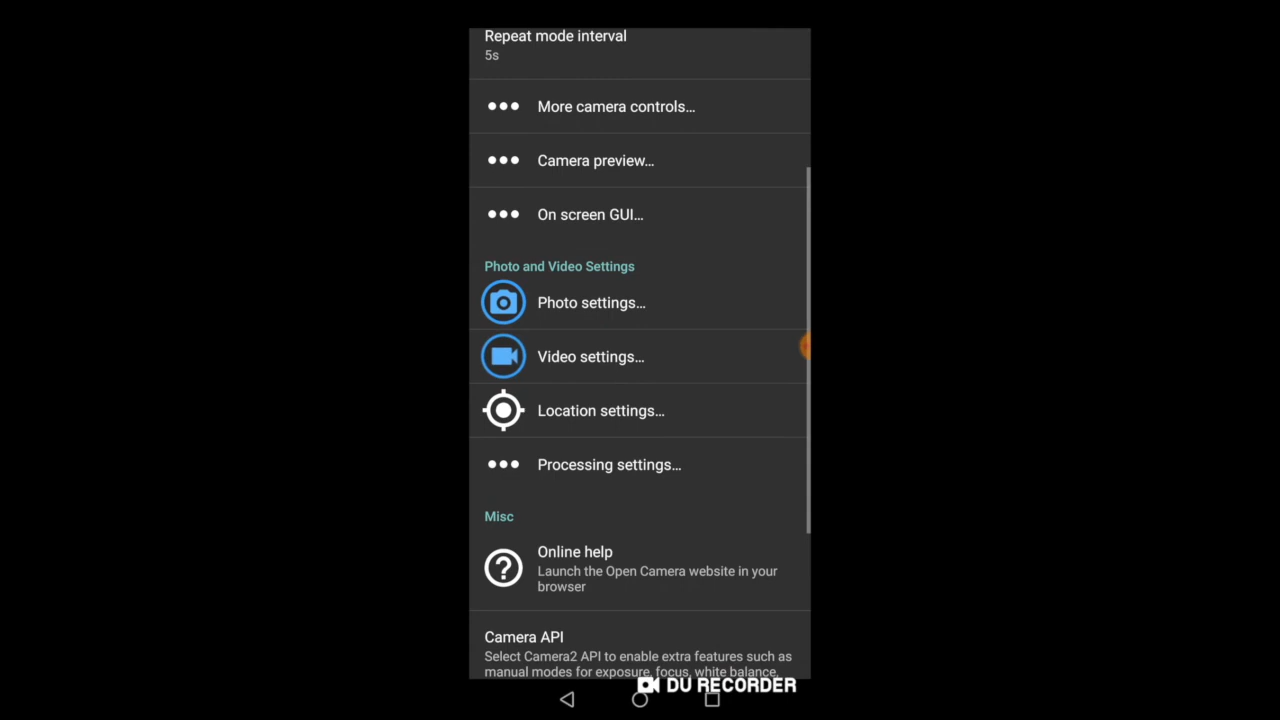 Repeat mode interval
5s
More camera controls…
Camera preview…
On screen GUI…
Photo and Video Settings
Photo settings…
Video settings…
Location settings…
Processing settings…
Misc
Online help
Launch the Open Camera website in your
browser
Camera API
Select Camera2 API to enable extra features such as
manual modes for exposure, focus, white balance,
DU RECORDER